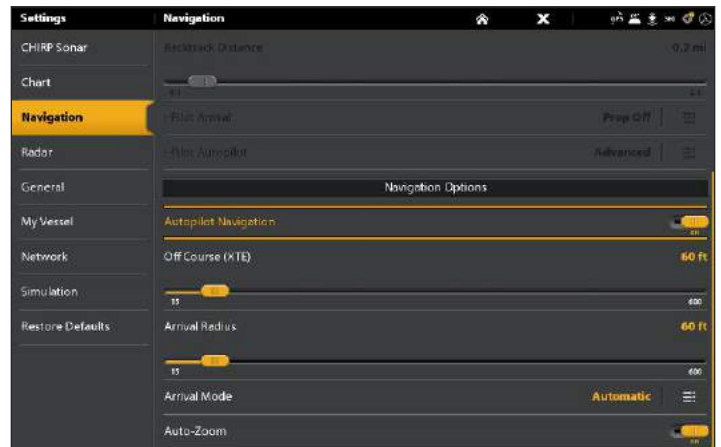 Settings
Navigation
CHIRP Sonar
Backtrack Distance
0.2 mi
Chart
Navigation
i-Pilot Arrival
Prop Off
Radar
i-Pilot Autopilot
Advanced
General
Navigation Options
My Vessel
Autopilot Navigation
on
Network
Off Course (XTE)
60 ft
Simulation
15
600
Restore Defaults
Arrival Radius
60 ft
15
600
Arrival Mode
Automatic
Auto-Zoom
on